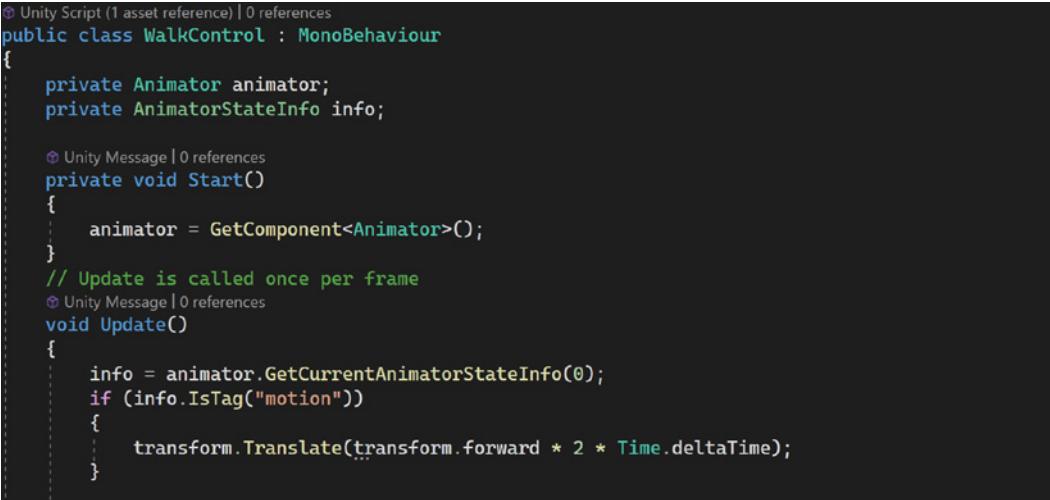 Unity Script (1 asset reference) | 0 references
public class WalkControl : MonoBehaviour
{
private Animator animator;
private AnimatorStateInfo info;
Unity Message | 0 references
private void Start()
{
animator = GetComponent<Animator>();
}
// Update is called once per frame
Unity Message | 0 references
void Update()
{
info = animator.GetCurrentAnimatorStateInfo(0);
if (info.IsTag("motion"))
{
transform.Translate(transform.forward * 2 * Time.deltaTime);
}